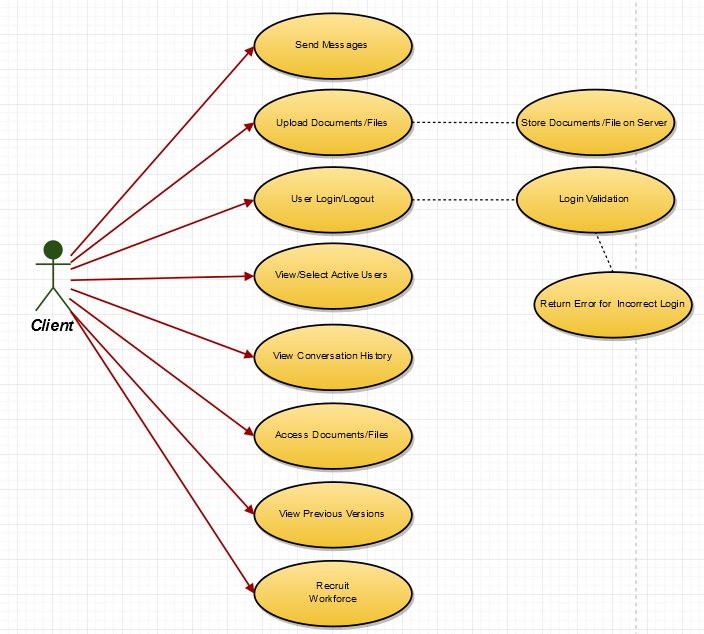 Send Messages
Upload Documents/Files
Store Documents/File on Server
User Login/Logout
Login Validation
View/Select Active Users
Return Error for Incorrect Login
Client
View Conversation History
Access Documents/Files
View Previous Versions
Recruit
Workforce